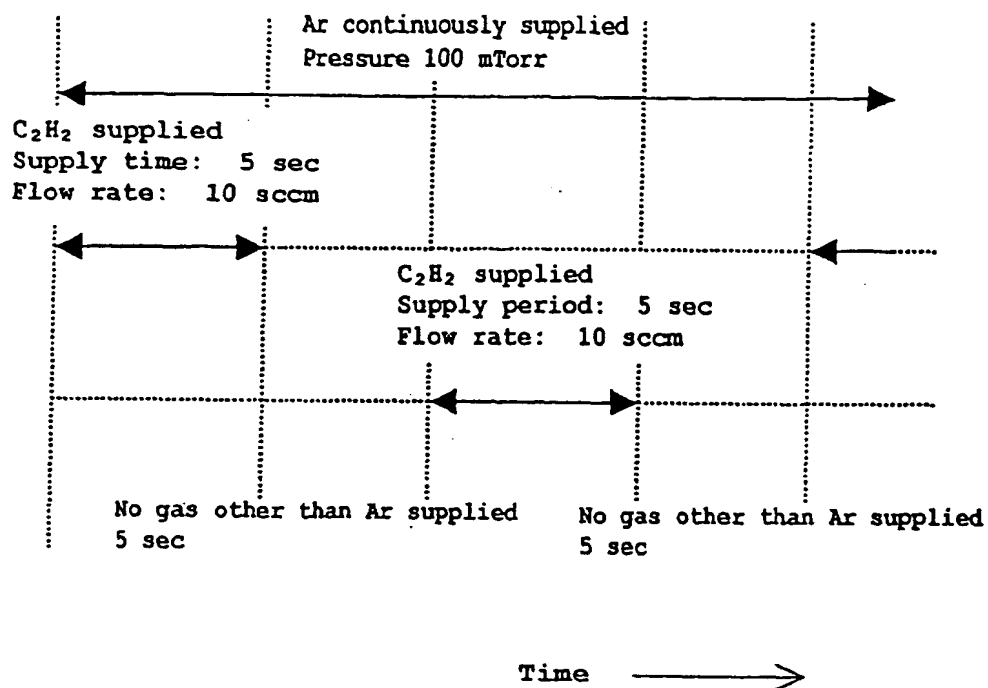 Ar continuously supplied
Pressure 100 mTorr
C₂H₂ supplied
Supply time: 5 sec
Flow rate: 10 sccm
C₂H₂ supplied
Supply period: 5 sec
Flow rate: 10 sccm
No gas other than Ar supplied
5 sec
No gas other than Ar supplied
5 sec
Time